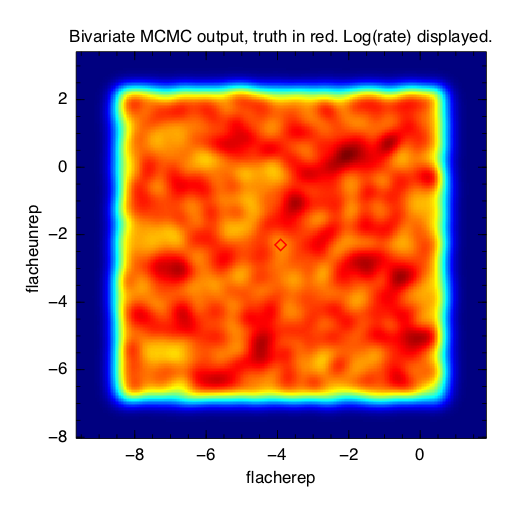 Bivariate MCMC output, truth in red. Log(rate) displayed.
2
0
−2
−4
−6
−8
flacheunrep
−8 −6 −4 −2 0
flacherep